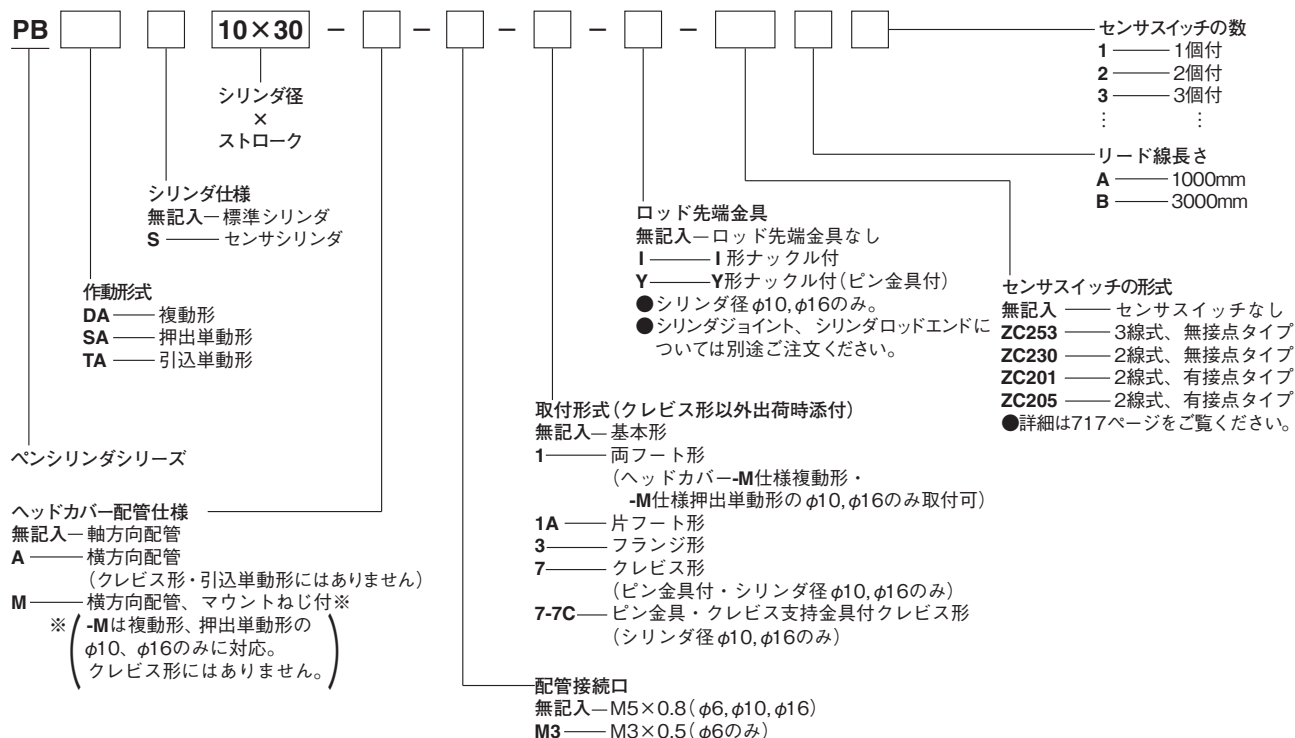 PB 10×30 − − − − −
シリンダ径
×
ストローク
シリンダ仕様
無記入―標準シリンダ
S ―― センサシリンダ
作動形式
DA ―― 複動形
SA ―― 押出単動形
TA ―― 引込単動形
ペンシリンダシリーズ
ヘッドカバー配管仕様
無記入―軸方向配管
A ―― 横方向配管
(クレビス形・引込単動形にはありません)
M ―― 横方向配管、マウントねじ付※
※(-Mは複動形、押出単動形の
φ10、φ16のみに対応。
クレビス形にはありません。)
配管接続口
無記入―M5×0.8(φ6,φ10,φ16)
M3 ―― M3×0.5(φ6のみ)
取付形式(クレビス形以外出荷時添付)
無記入―基本形
1 ―― 両フート形
(ヘッドカバー-M仕様複動形・
-M仕様押出単動形のφ10,φ16のみ取付可)
1A ―― 片フート形
3 ―― フランジ形
7 ―― クレビス形
(ピン金具付・シリンダ径φ10,φ16のみ)
7-7C ―― ピン金具・クレビス支持金具付クレビス形
(シリンダ径φ10,φ16のみ)
ロッド先端金具
無記入―ロッド先端金具なし
I ―― I形ナックル付
Y ―― Y形ナックル付(ピン金具付)
●シリンダ径φ10,φ16のみ。
●シリンダジョイント、シリンダロッドエンドに
ついては別途ご注文ください。
センサスイッチの形式
無記入 ―― センサスイッチなし
ZC253 ―― 3線式、無接点タイプ
ZC230 ―― 2線式、無接点タイプ
ZC201 ―― 2線式、有接点タイプ
ZC205 ―― 2線式、有接点タイプ
●詳細は717ページをご覧ください。
リード線長さ
A ―― 1000mm
B ―― 3000mm
センサスイッチの数
1 ―― 1個付
2 ―― 2個付
3 ―― 3個付
⋮ ⋮